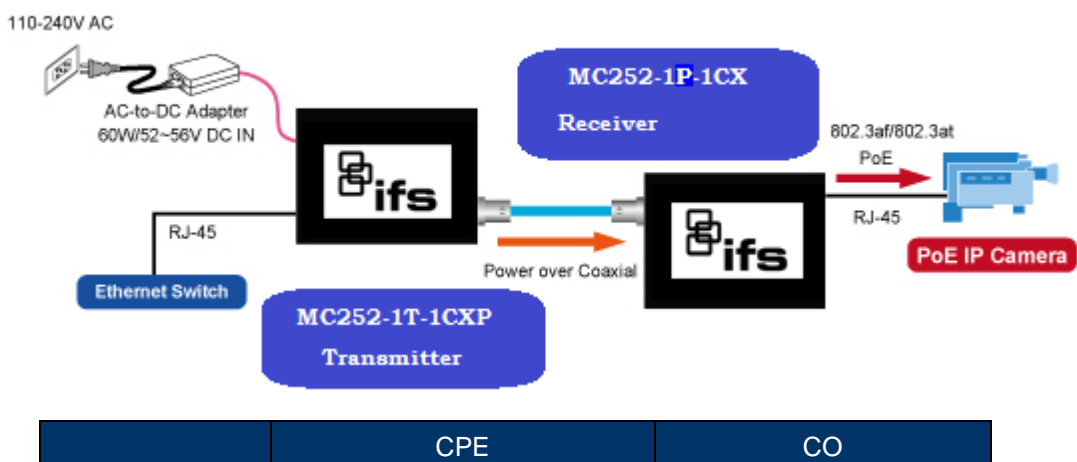 110-240V AC
AC-to-DC Adapter
60W/52~56V DC IN
MC252-1P-1CX
Receiver
802.3af/802.3at
PoE
ifs
RJ-45
Ethernet Switch
Power over Coaxial
ifs
RJ-45
PoE IP Camera
MC252-1T-1CXP
Transmitter
CPE
CO